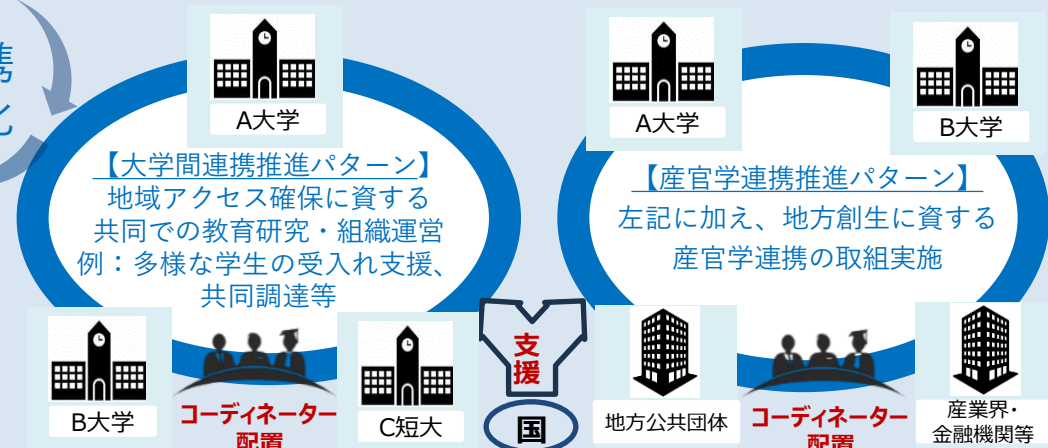 携
A大学
【大学間連携推進パターン】
地域アクセス確保に資する
共同での教育研究・組織運営
例：多様な学生の受入れ支援、
共同調達等
B大学
コーディネーター
配置
C短大
支
援
国
A大学
B大学
【産官学連携推進パターン】
左記に加え、地方創生に資する
産官学連携の取組実施
地方公共団体
コーディネーター
配置
産業界・
金融機関等